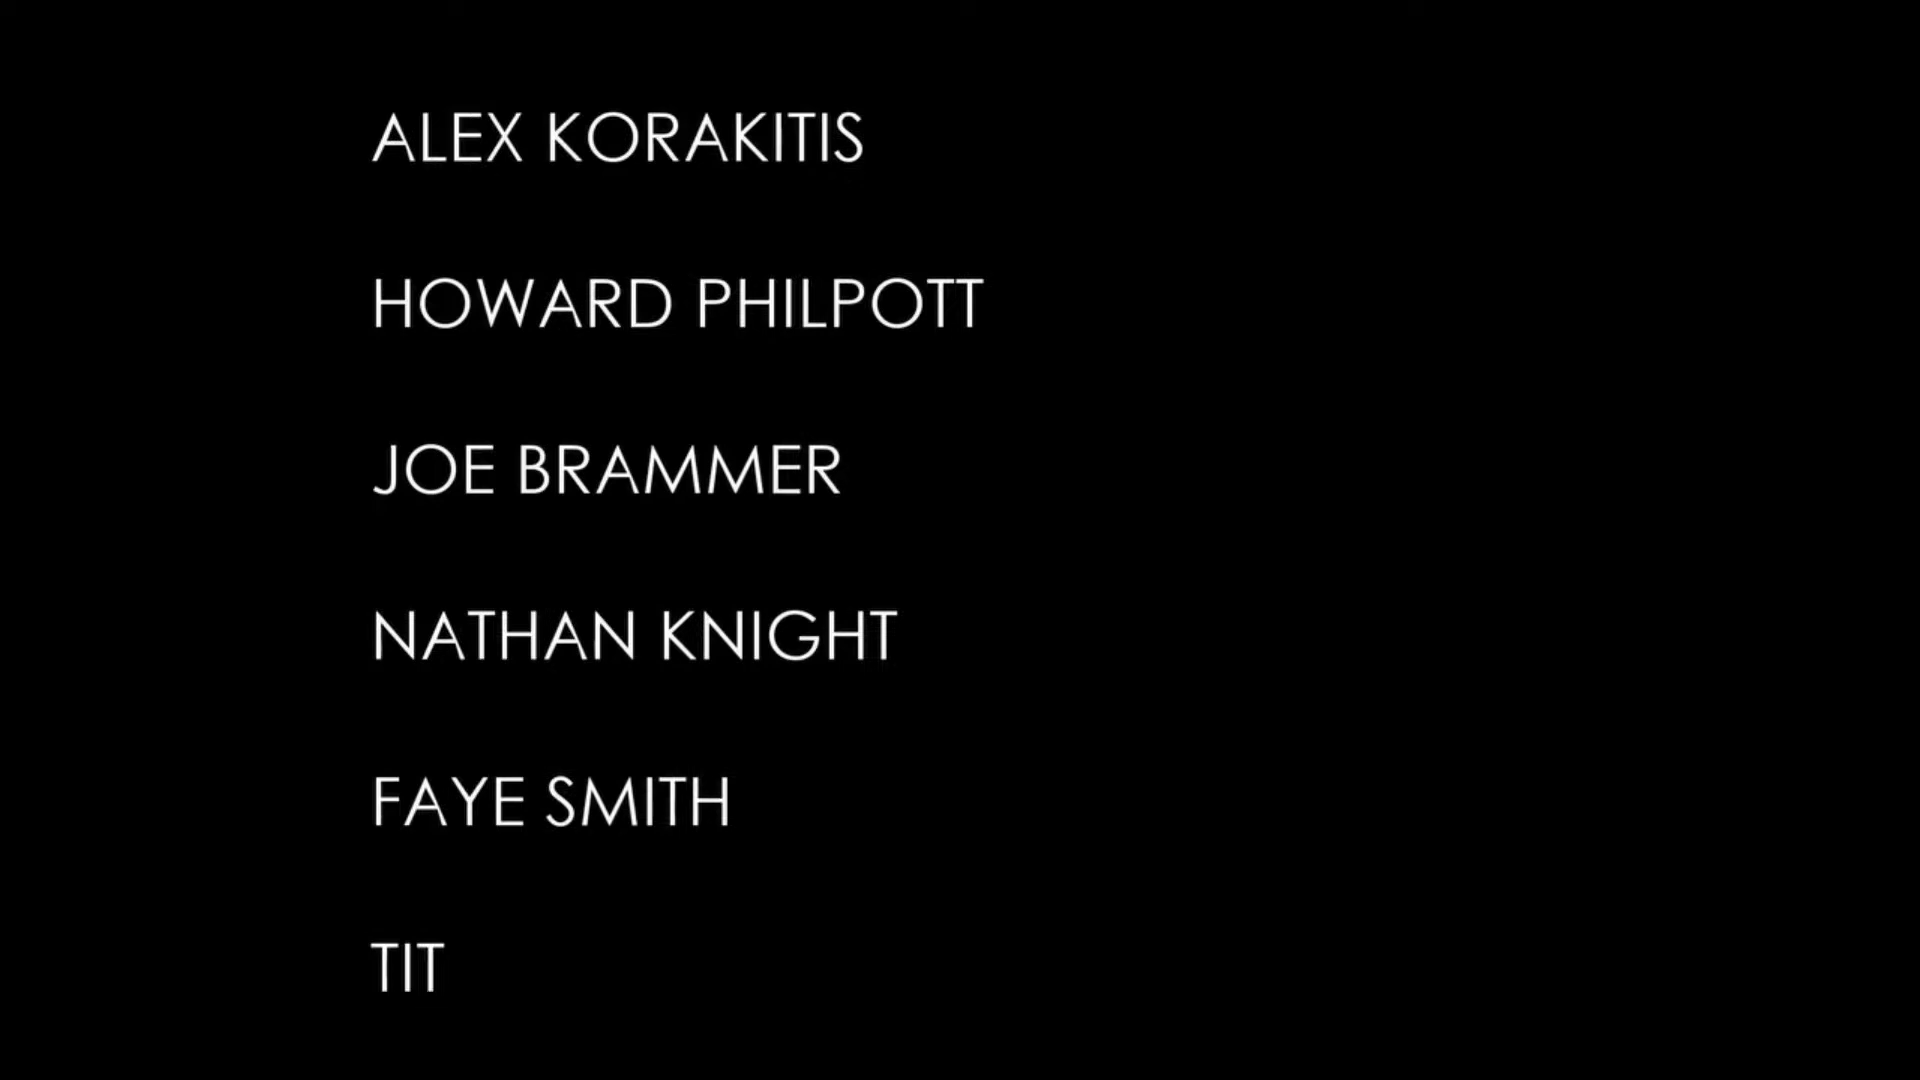 ALEX KORAKITIS
HOWARD PHILPOTT
JOE BRAMMER
NATHAN KNIGHT
FAYE SMITH
TIT